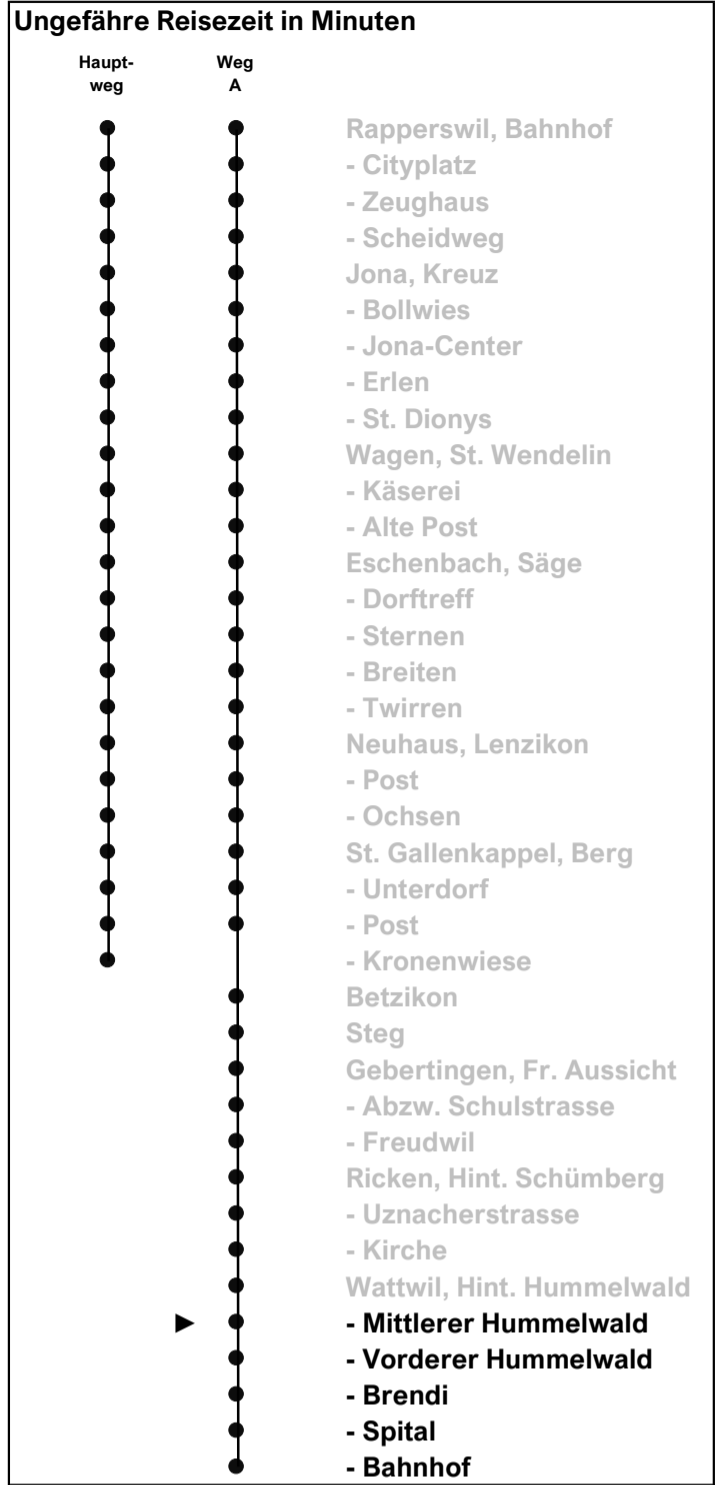 Ungefähre Reisezeit in Minuten
Haupt-
weg
Weg
A
Rapperswil, Bahnhof
- Cityplatz
- Zeughaus
- Scheidweg
Jona, Kreuz
- Bollwies
- Jona-Center
- Erlen
- St. Dionys
Wagen, St. Wendelin
- Käserei
- Alte Post
Eschenbach, Säge
- Dorftreff
- Sternen
- Breiten
- Twirren
Neuhaus, Lenzikon
- Post
- Ochsen
St. Gallenkappel, Berg
- Unterdorf
- Post
- Kronenwiese
Betzikon
Steg
Gebertingen, Fr. Aussicht
- Abzw. Schulstrasse
- Freudwil
Ricken, Hint. Schümberg
- Uznacherstrasse
- Kirche
Wattwil, Hint. Hummelwald
- Mittlerer Hummelwald
- Vorderer Hummelwald
- Brendi
- Spital
- Bahnhof